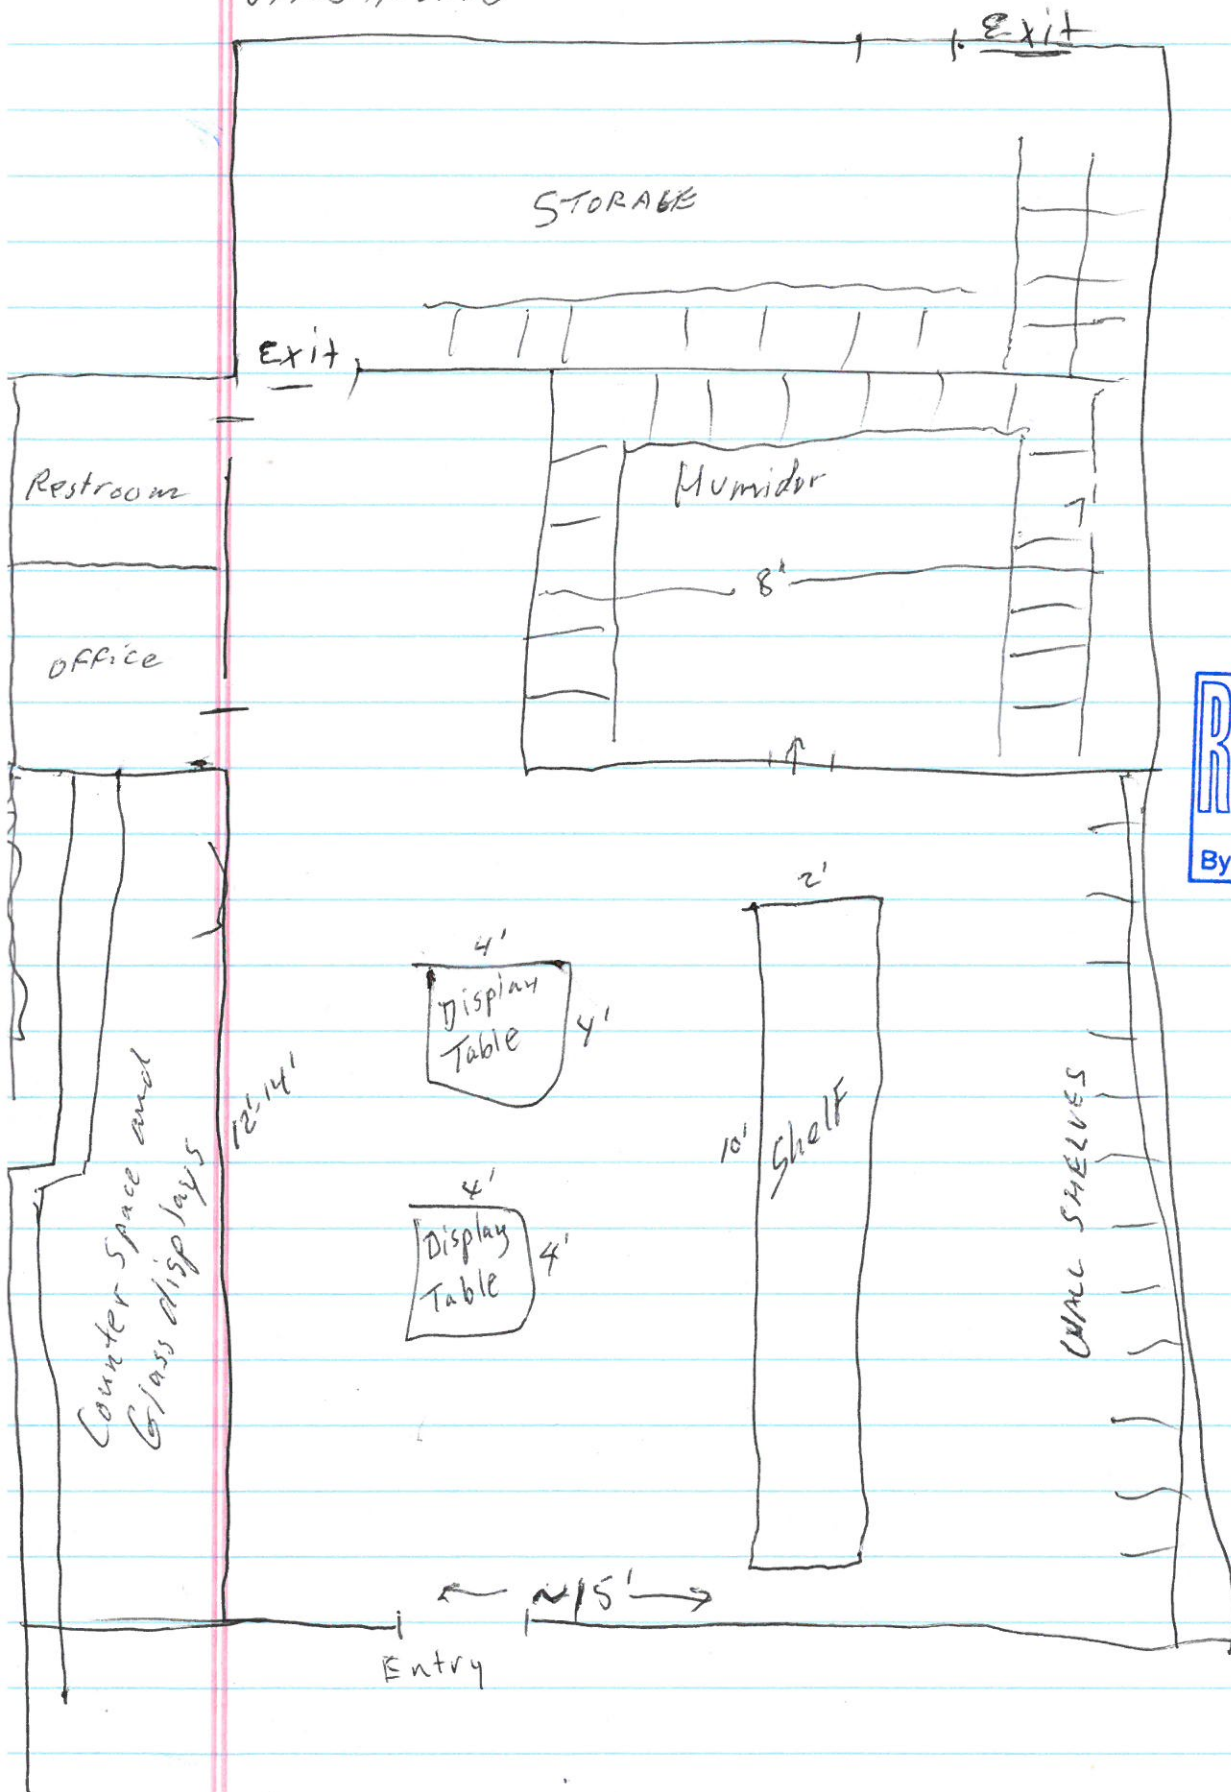 Exit
STORAGE
Exit
Restroom
Humidor
7'
8'
office
R
By
2'
4'
Display
Table
4'
12'-14'
Counter Space and
Glass displays
10'
Shelf
WALL SHELVES
4'
Display
Table
4'
~15'
Entry